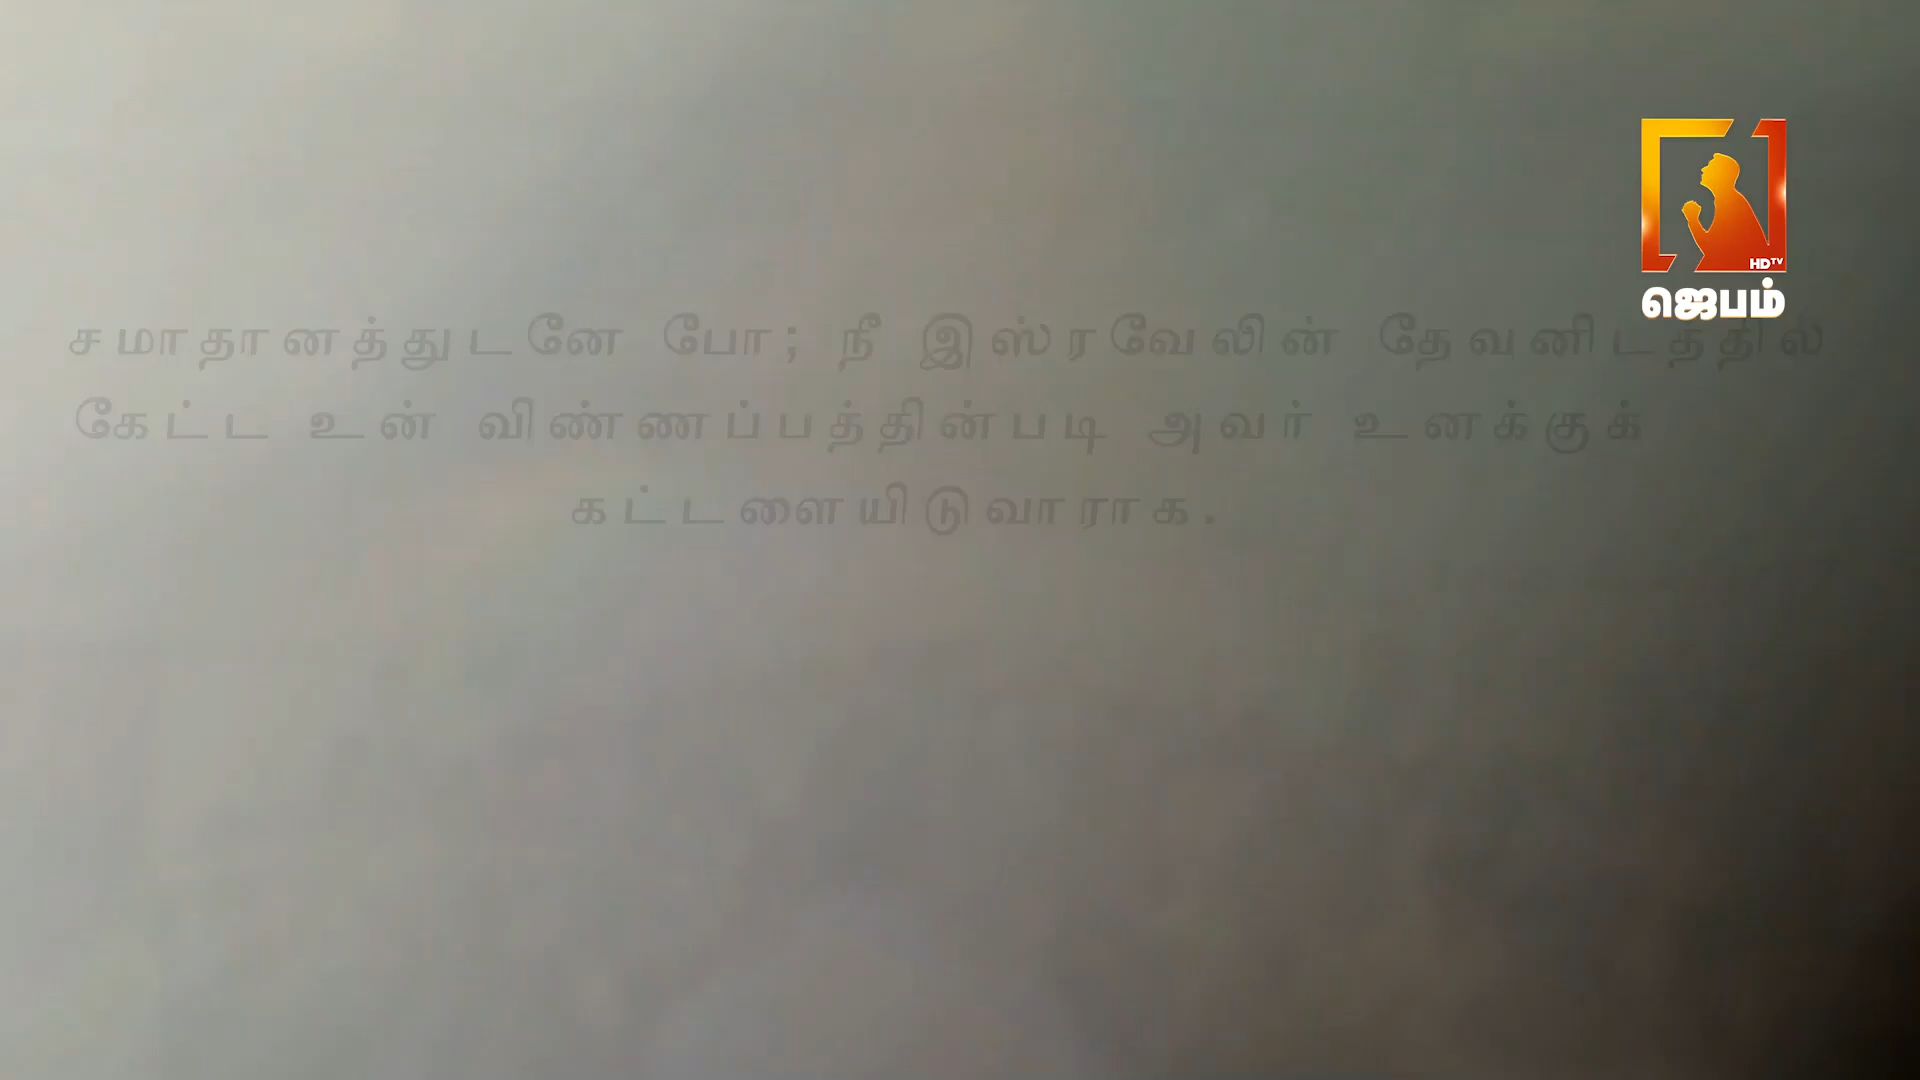 HDTV
ஜெபம்
சமாதானத்துடனே போ; நீ இஸ்ரவேலின் தேவனிடத்தில்
கேட்ட உன் விண்ணப்பத்தின்படி அவர் உனக்குக்
கட்டளையிடுவாராக.